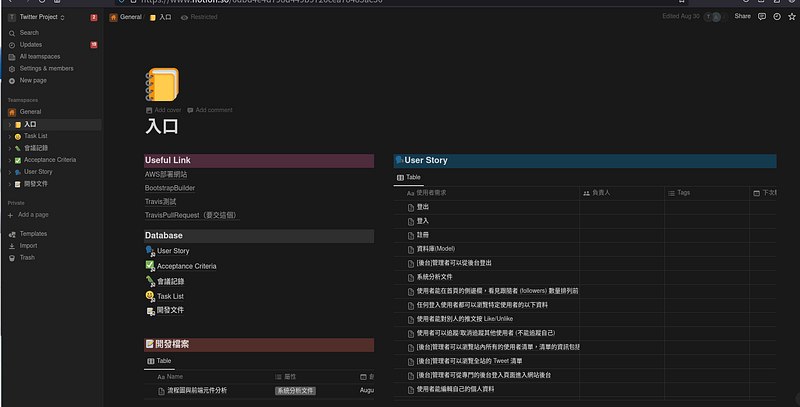 Twitter Project
2
Search
Updates
All teamspaces
Settings & members
New page
Teamspaces
General
入口
Task List
會議記錄
Acceptance Criteria
User Story
開發文件
Private
Add a page
Templates
Import
Trash
General / 入口
Restricted
Edited Aug 30
Share
Add cover
Add comment
入口
Useful Link
AWS部署網站
BootstrapBuilder
Travis測試
TravisPullRequest（要交這個）
Database
User Story
Acceptance Criteria
會議記錄
Task List
開發文件
開發檔案
Table
Aa Name
屬性
流程圖與前端元件分析
系統分析文件
Augu
User Story
Table
Aa 使用者需求
負責人
Tags
登出
登入
註冊
資料庫(Model)
[後台]管理者可以從後台登出
系統分析文件
使用者能在首頁的側邊欄，看見跟隨者 (followers) 數量排列前
任何登入使用者都可以瀏覽特定使用者的以下資料
使用者能對別人的推文按 Like/Unlike
使用者可以追蹤/取消追蹤其他使用者 (不能追蹤自己)
[後台]管理者可以瀏覽站內所有的使用者清單，清單的資訊包括
[後台]管理者可以瀏覽全站的 Tweet 清單
[後台]管理者可從專門的後台登入頁面進入網站後台
使用者能編輯自己的個人資料